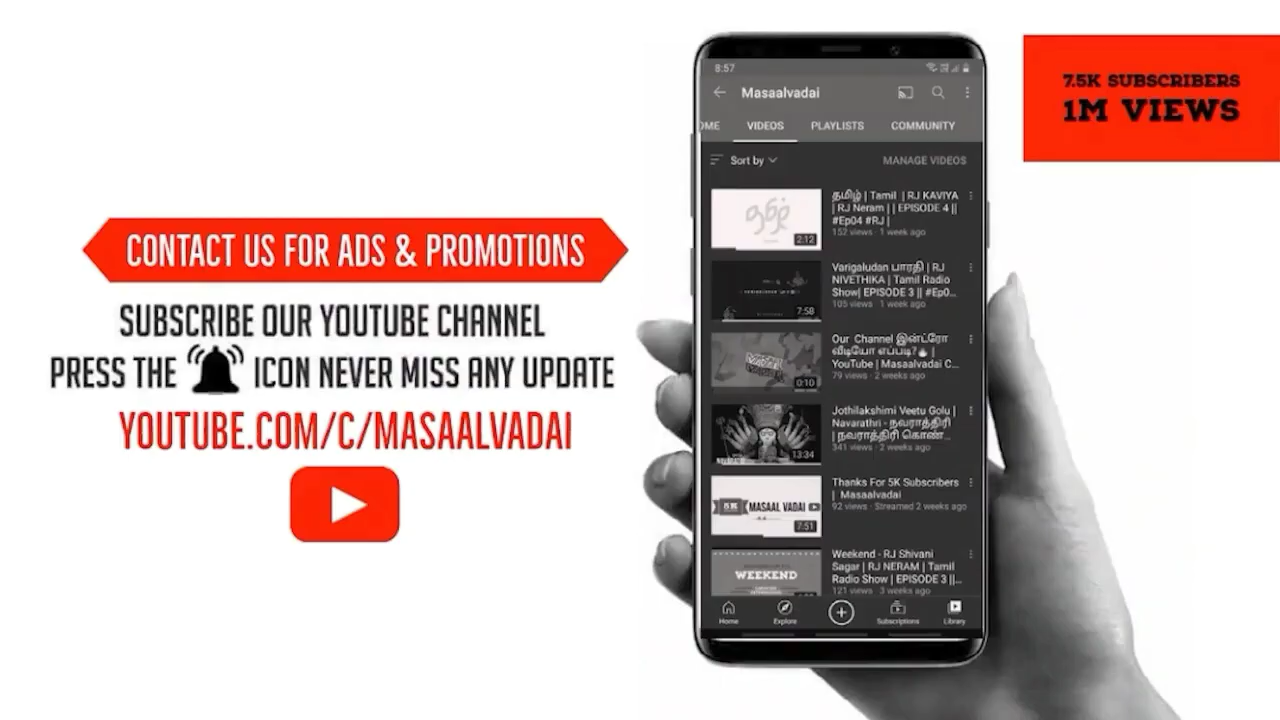 CONTACT US FOR ADS & PROMOTIONS
SUBSCRIBE OUR YOUTUBE CHANNEL
PRESS THE ICON NEVER MISS ANY UPDATE
YOUTUBE.COM/C/MASAALVADAI
7.5K SUBSCRIBERS
1M VIEWS
8:57
Masaalvadai
OME VIDEOS PLAYLISTS COMMUNITY
Sort by MANAGE VIDEOS
தமிழ்
2:12
தமிழ் | Tamil | RJ KAVIYA
| RJ Neram | | EPISODE 4 ||
#Ep04 #RJ |
152 views · 1 week ago
7:58
Varigaludan பாரதி | RJ
NIVETHIKA | Tamil Radio
Show| EPISODE 3 || #Ep0...
105 views · 1 week ago
0:10
Our Channel இன்ட்ரோ
வீடியோ எப்படி? |
YouTube | Masaalvadai C...
79 views · 2 weeks ago
13:34
Jothilakshimi Veetu Golu |
Navarathri - நவராத்திரி
| நவராத்திரி கொண்...
341 views · 2 weeks ago
5K MASAAL VADAI
7:51
Thanks For 5K Subscribers
| Masaalvadai
92 views · Streamed 2 weeks ago
WEEKEND
Weekend - RJ Shivani
Sagar | RJ NERAM | Tamil
Radio Show | EPISODE 3 ||...
121 views · 3 weeks ago
Home Explore Subscriptions Library